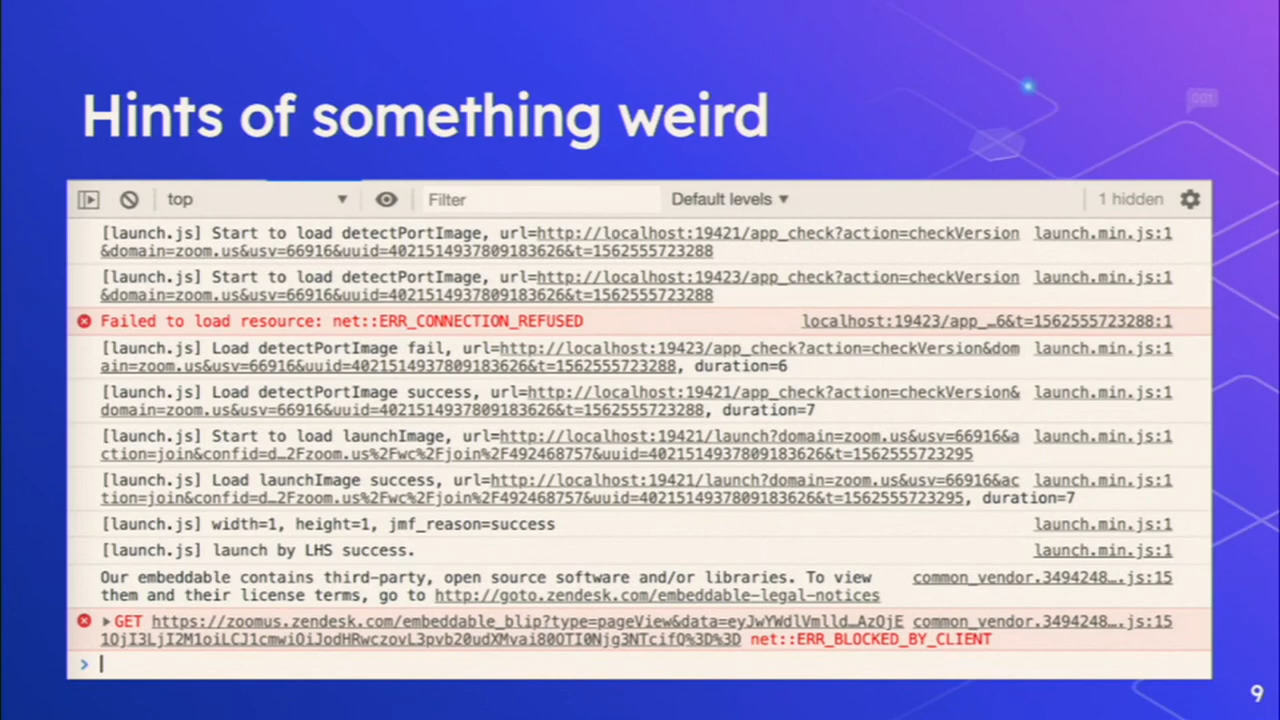 Hints of something weird
top
Filter
Default levels
1 hidden
[launch.js] Start to load detectPortImage, url=http://localhost:19421/app_check?action=checkVersion launch.min.js:1
&domain=zoom.us&usv=66916&uuid=4021514937809183626&t=1562555723288
[launch.js] Start to load detectPortImage, url=http://localhost:19421/app_check?action=checkVersion launch.min.js:1
&domain=zoom.us&usv=66916&uuid=4021514937809183626&t=1562555723288
Failed to load resource: net::ERR_CONNECTION_REFUSED localhost:19423/app_…6&t=1562555723288:1
[launch.js] Load detectPortImage fail, url=http://localhost:19423/app_check?action=checkVersion&dom launch.min.js:1
ain=zoom.us&usv=66916&uuid=4021514937809183626&t=1562555723288, duration=6
[launch.js] Load detectPortImage success, url=http://localhost:19421/app_check?action=checkVersion& launch.min.js:1
domain=zoom.us&usv=66916&uuid=4021514937809183626&t=1562555723288, duration=7
[launch.js] Start to load launchImage, url=http://localhost:19421/launch?domain=zoom.us&usv=66916&a launch.min.js:1
ction=join&confid=d…2Fzoom.us%2Fwc%2Fjoin%2F492468757&uuid=4021514937809183626&t=1562555723295
[launch.js] Load launchImage success, url=http://localhost:19421/launch?domain=zoom.us&usv=66916&ac launch.min.js:1
tion=join&confid=d…2Fzoom.us%2Fwc%2Fjoin%2F492468757&uuid=4021514937809183626&t=1562555723295, duration=7
[launch.js] width=1, height=1, jmf_reason=success launch.min.js:1
[launch.js] launch by LHS success. launch.min.js:1
Our embeddable contains third-party, open source software and/or libraries. To view common_vendor.3494248….js:15
them and their license terms, go to http://goto.zendesk.com/embeddable-legal-notices
GET https://zoomus.zendesk.com/embeddable_blip?type=pageView&data=eyJwYWdlVmlld…AzOjE common_vendor.3494248….js:15
1OjI3LjI2M1oiLCJ1cmwiOiJodHRwczovL3pvb20udXMvai80OTI0Njg3NTcifQ%3D%3D net::ERR_BLOCKED_BY_CLIENT
001
9